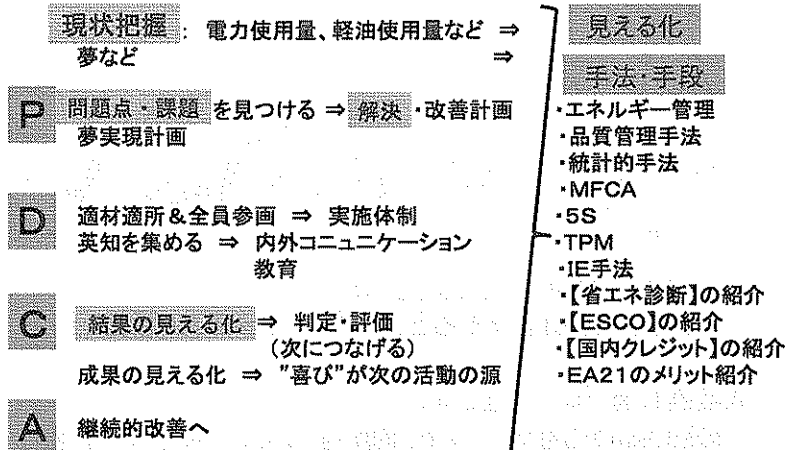 現状把握 : 電力使用量、軽油使用量など ⇒
夢など ⇒
P 問題点・課題 を見つける ⇒ 解決 ・改善計画
夢実現計画
D 適材適所&全員参画 ⇒ 実施体制
英知を集める ⇒ 内外コニュニケーション
教育
C 結果の見える化 ⇒ 判定・評価
(次につなげる)
成果の見える化 ⇒ "喜び"が次の活動の源
A 継続的改善へ
見える化
手法・手段
・エネルギー管理
・品質管理手法
・統計的手法
・MFCA
・5S
・TPM
・IE手法
・【省エネ診断】の紹介
・【ESCO】の紹介
・【国内クレジット】の紹介
・EA21のメリット紹介